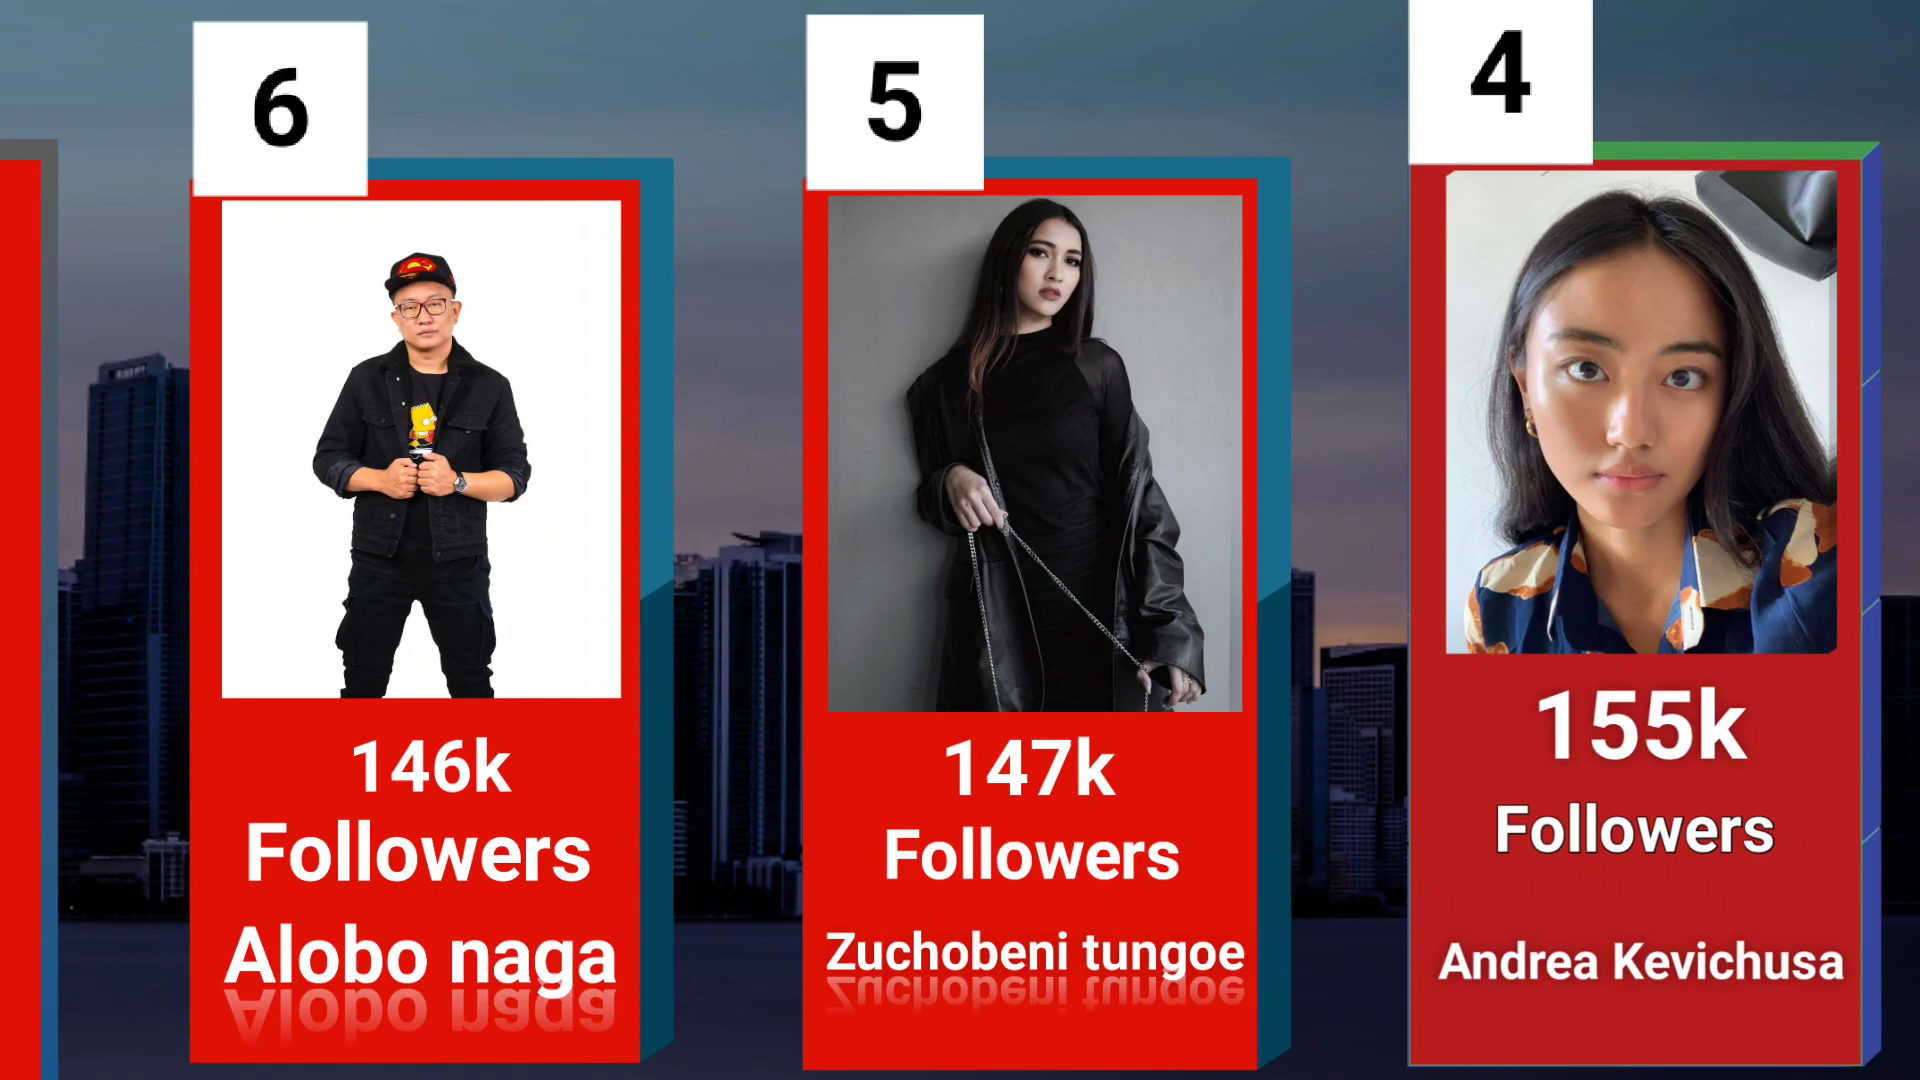 6
146k
Followers
Alobo naga
5
147k
Followers
Zuchobeni tungoe
4
155k
Followers
Andrea Kevichusa